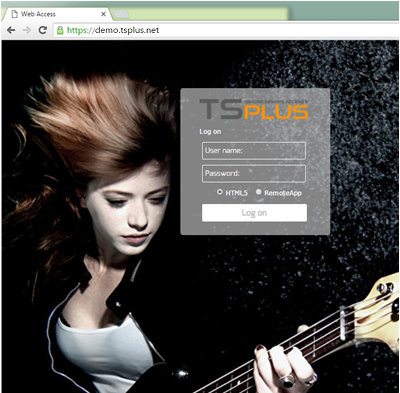 Web Access
https://demo.tsplus.net
TSPLUS
Log on
User name:
Password:
HTML5 RemoteApp
Log on